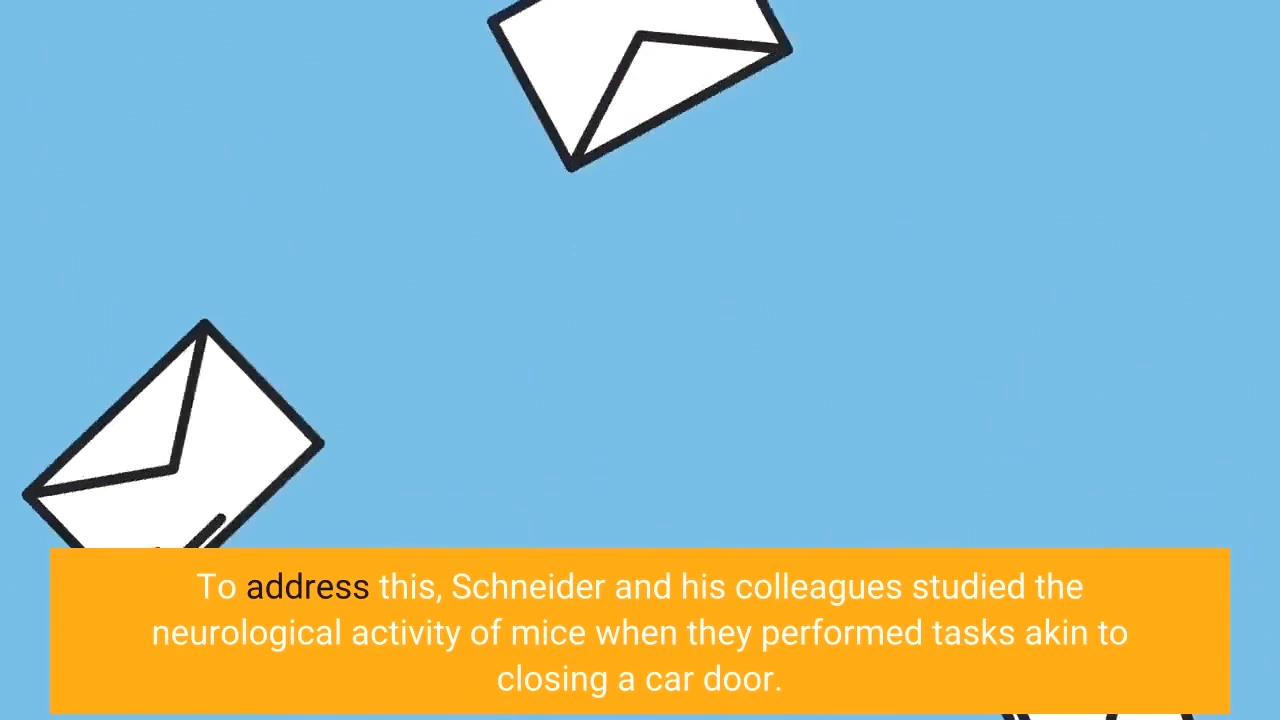 To address this, Schneider and his colleagues studied the
neurological activity of mice when they performed tasks akin to
closing a car door.